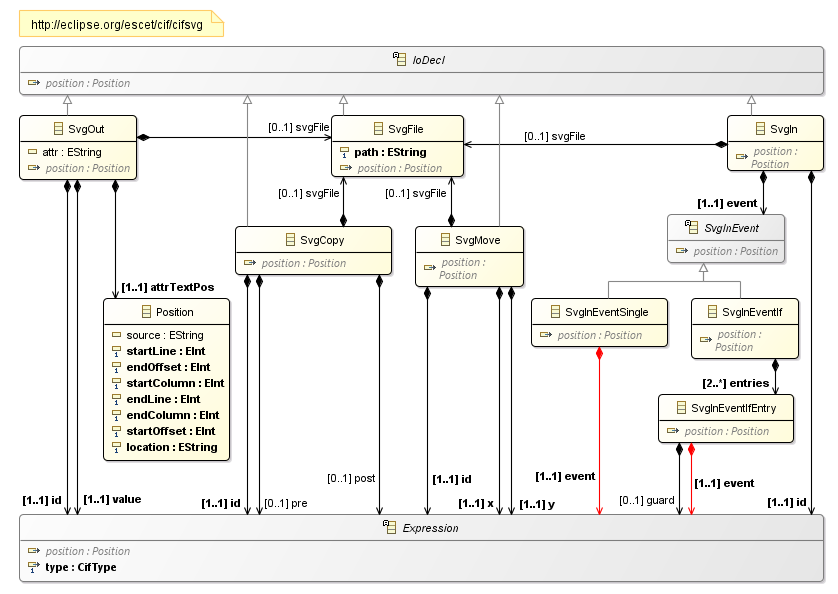 http://eclipse.org/escet/cif/cifsvg
IoDecl
position : Position
SvgOut
attr : EString
position : Position
[0..1] svgFile
SvgFile
path : EString
position : Position
[0..1] svgFile
SvgIn
position :
Position
[0..1] svgFile
[0..1] svgFile
[1..1] event
SvgCopy
position : Position
SvgMove
position :
Position
SvgInEvent
position : Position
[1..1] attrTextPos
Position
source : EString
startLine : EInt
endOffset : EInt
startColumn : EInt
endLine : EInt
endColumn : EInt
startOffset : EInt
location : EString
SvgInEventSingle
position : Position
SvgInEventIf
position :
Position
[2..*] entries
SvgInEventIfEntry
position : Position
[1..1] id
[1..1] value
[1..1] id
[0..1] pre
[0..1] post
[1..1] id
[1..1] x
[1..1] y
[1..1] event
[0..1] guard
[1..1] event
[1..1] id
Expression
position : Position
type : CifType